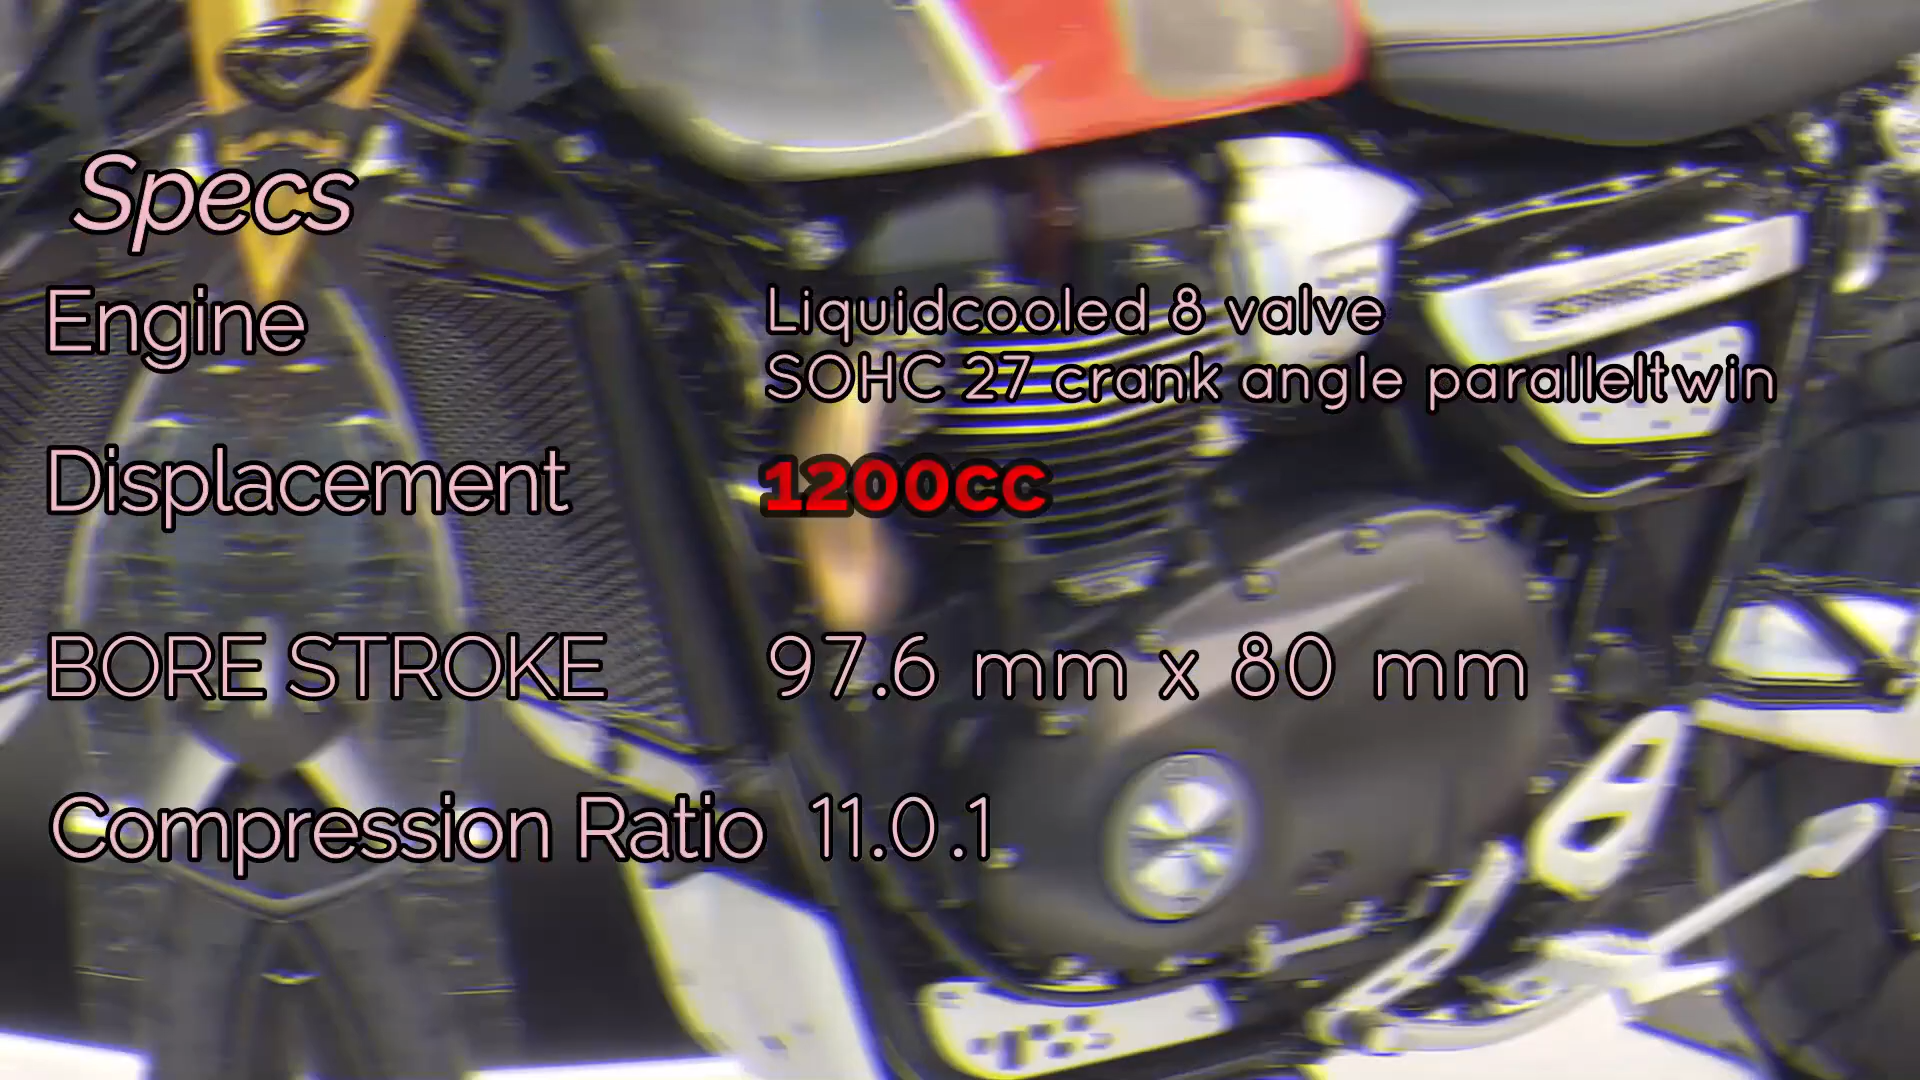 Specs
Engine
Liquidcooled 8 valve
SOHC 27 crank angle paralleltwin
Displacement
1200cc
BORE STROKE
97.6 mm x 80 mm
Compression Ratio
11.0.1